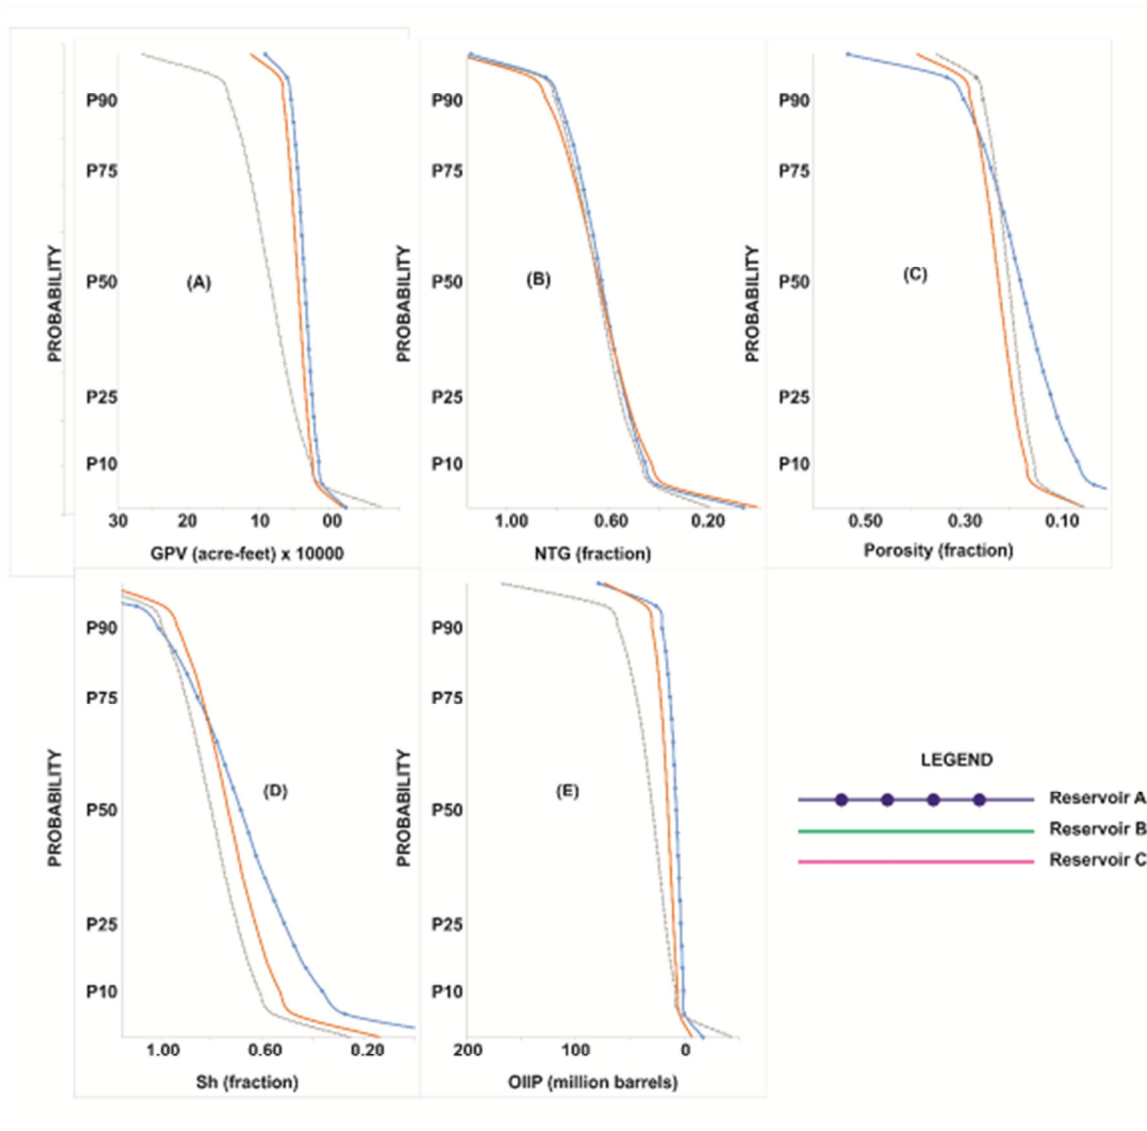 P90
P75
P50
P25
P10
PROBABILITY
(A)
30 20 10 00
GPV (acre-feet) x 10000
P90
P75
P50
P25
P10
PROBABILITY
(B)
1.00 0.60 0.20
NTG (fraction)
P90
P75
P50
P25
P10
PROBABILITY
(C)
0.50 0.30 0.10
Porosity (fraction)
P90
P75
P50
P25
P10
PROBABILITY
(D)
1.00 0.60 0.20
Sh (fraction)
P90
P75
P50
P25
P10
PROBABILITY
(E)
200 100 0
OIIP (million barrels)
LEGEND
Reservoir A
Reservoir B
Reservoir C